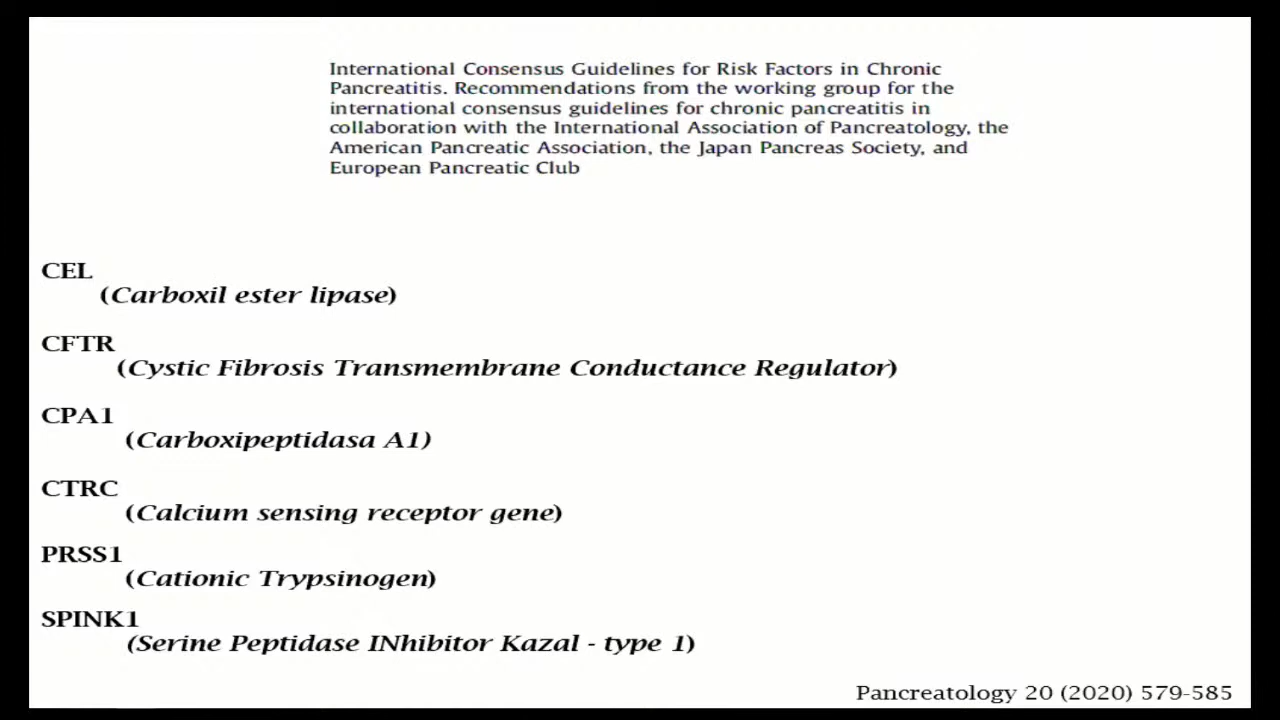 International Consensus Guidelines for Risk Factors in Chronic
Pancreatitis. Recommendations from the working group for the
international consensus guidelines for chronic pancreatitis in
collaboration with the International Association of Pancreatology, the
American Pancreatic Association, the Japan Pancreas Society, and
European Pancreatic Club
CEL
(Carboxil ester lipase)
CFTR
(Cystic Fibrosis Transmembrane Conductance Regulator)
CPA1
(Carboxipeptidasa A1)
CTRC
(Calcium sensing receptor gene)
PRSS1
(Cationic Trypsinogen)
SPINK1
(Serine Peptidase INhibitor Kazal - type 1)
Pancreatology 20 (2020) 579-585